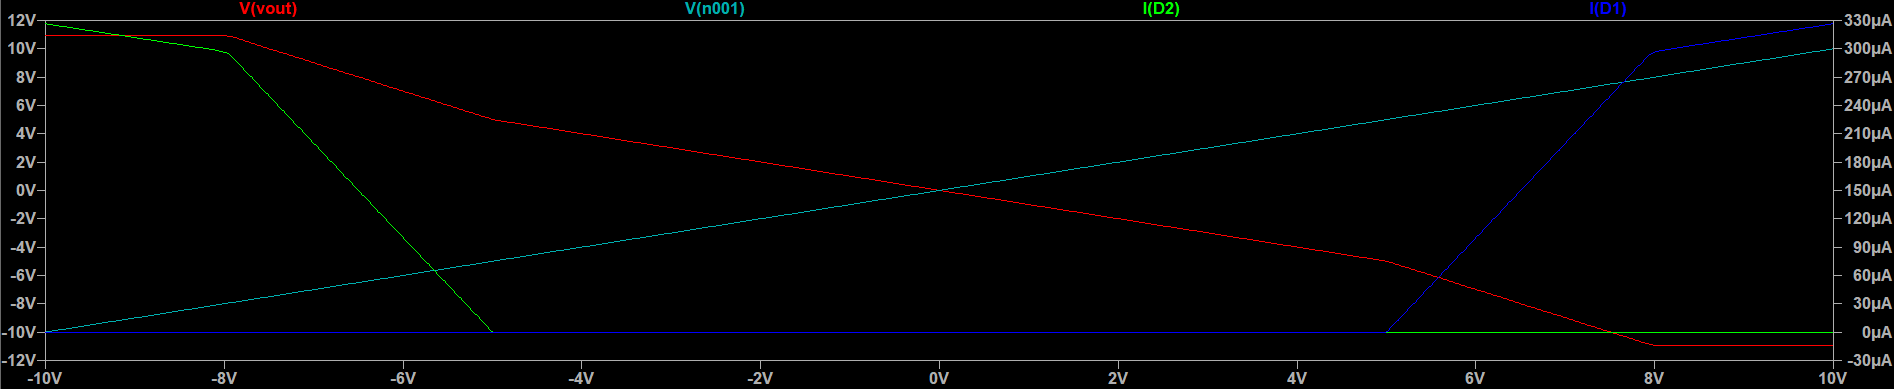 V(vout) V(n001) I(D2) I(D1)
12V 330µA
10V 300µA
8V 270µA
6V 240µA
4V 210µA
2V 180µA
0V 150µA
-2V 120µA
-4V 90µA
-6V 60µA
-8V 30µA
-10V 0µA
-12V -30µA
-10V -8V -6V -4V -2V 0V 2V 4V 6V 8V 10V